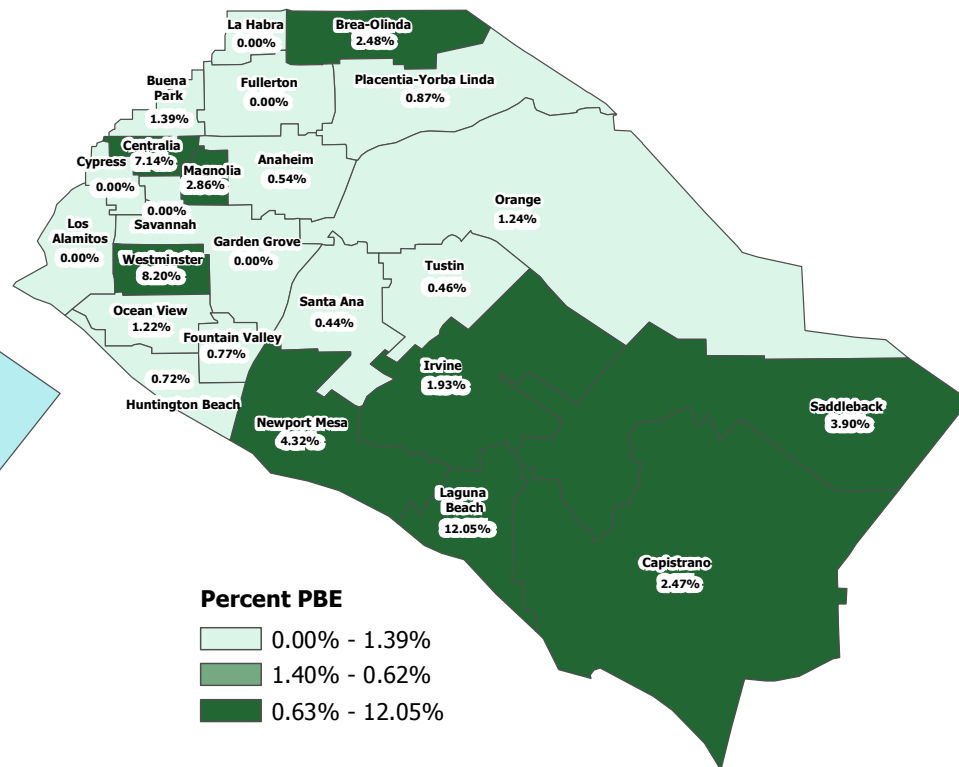 La Habra
0.00%
Brea-Olinda
2.48%
Buena
Park
1.39%
Fullerton
0.00%
Placentia-Yorba Linda
0.87%
Centralia
7.14%
Cypress
0.00%
Magnolia
2.86%
Anaheim
0.54%
Orange
1.24%
0.00%
Savannah
Los
Alamitos
0.00%
Garden Grove
0.00%
Westminster
8.20%
Tustin
0.46%
Santa Ana
0.44%
Ocean View
1.22%
Fountain Valley
0.77%
0.72%
Huntington Beach
Irvine
1.93%
Newport Mesa
4.32%
Saddleback
3.90%
Laguna
Beach
12.05%
Capistrano
2.47%
Percent PBE
0.00% - 1.39%
1.40% - 0.62%
0.63% - 12.05%